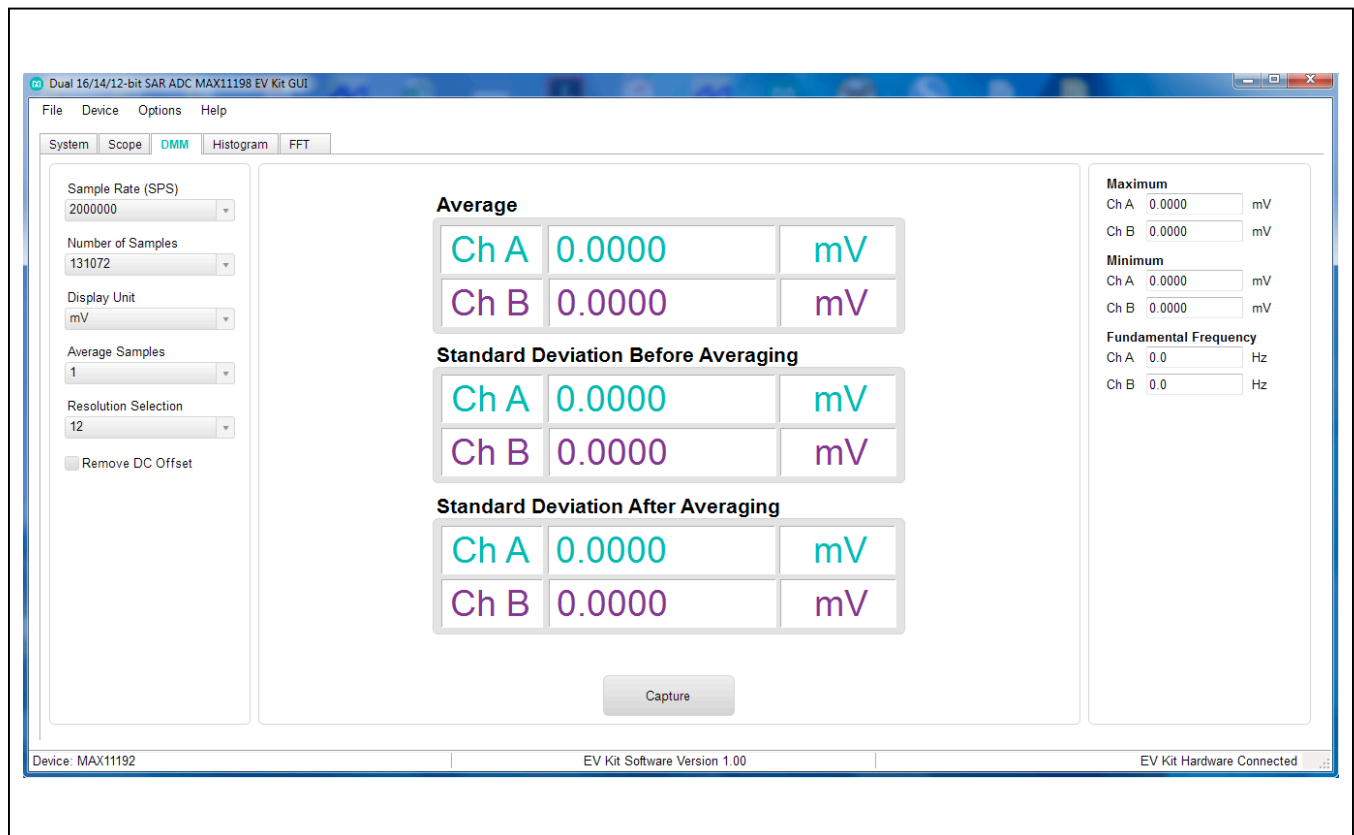 Dual 16/14/12-bit SAR ADC MAX11198 EV Kit GUI
File Device Options Help
System Scope DMM Histogram FFT
Sample Rate (SPS)
2000000
Number of Samples
131072
Display Unit
mV
Average Samples
1
Resolution Selection
12
Remove DC Offset
Average
Ch A 0.0000 mV
Ch B 0.0000 mV
Standard Deviation Before Averaging
Ch A 0.0000 mV
Ch B 0.0000 mV
Standard Deviation After Averaging
Ch A 0.0000 mV
Ch B 0.0000 mV
Capture
Maximum
Ch A 0.0000 mV
Ch B 0.0000 mV
Minimum
Ch A 0.0000 mV
Ch B 0.0000 mV
Fundamental Frequency
Ch A 0.0 Hz
Ch B 0.0 Hz
Device: MAX11192 EV Kit Software Version 1.00 EV Kit Hardware Connected